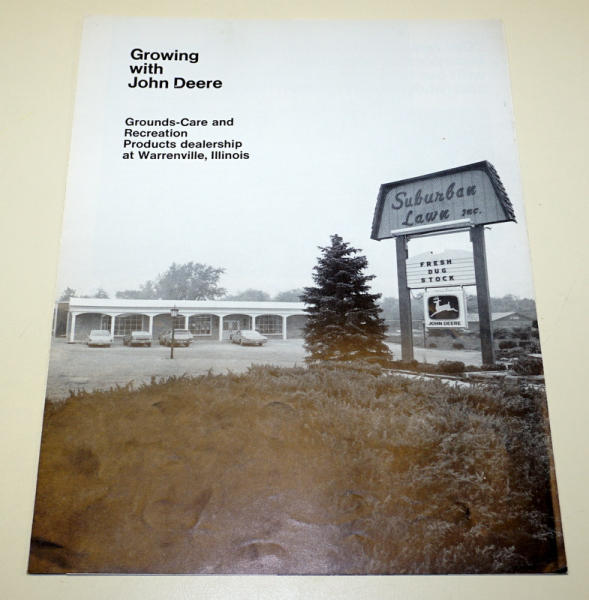 Growing
with
John Deere
Grounds-Care and
Recreation
Products dealership
at Warrenville, Illinois
Suburban
Lawn Inc.
FRESH
DUG
STOCK
JOHN DEERE